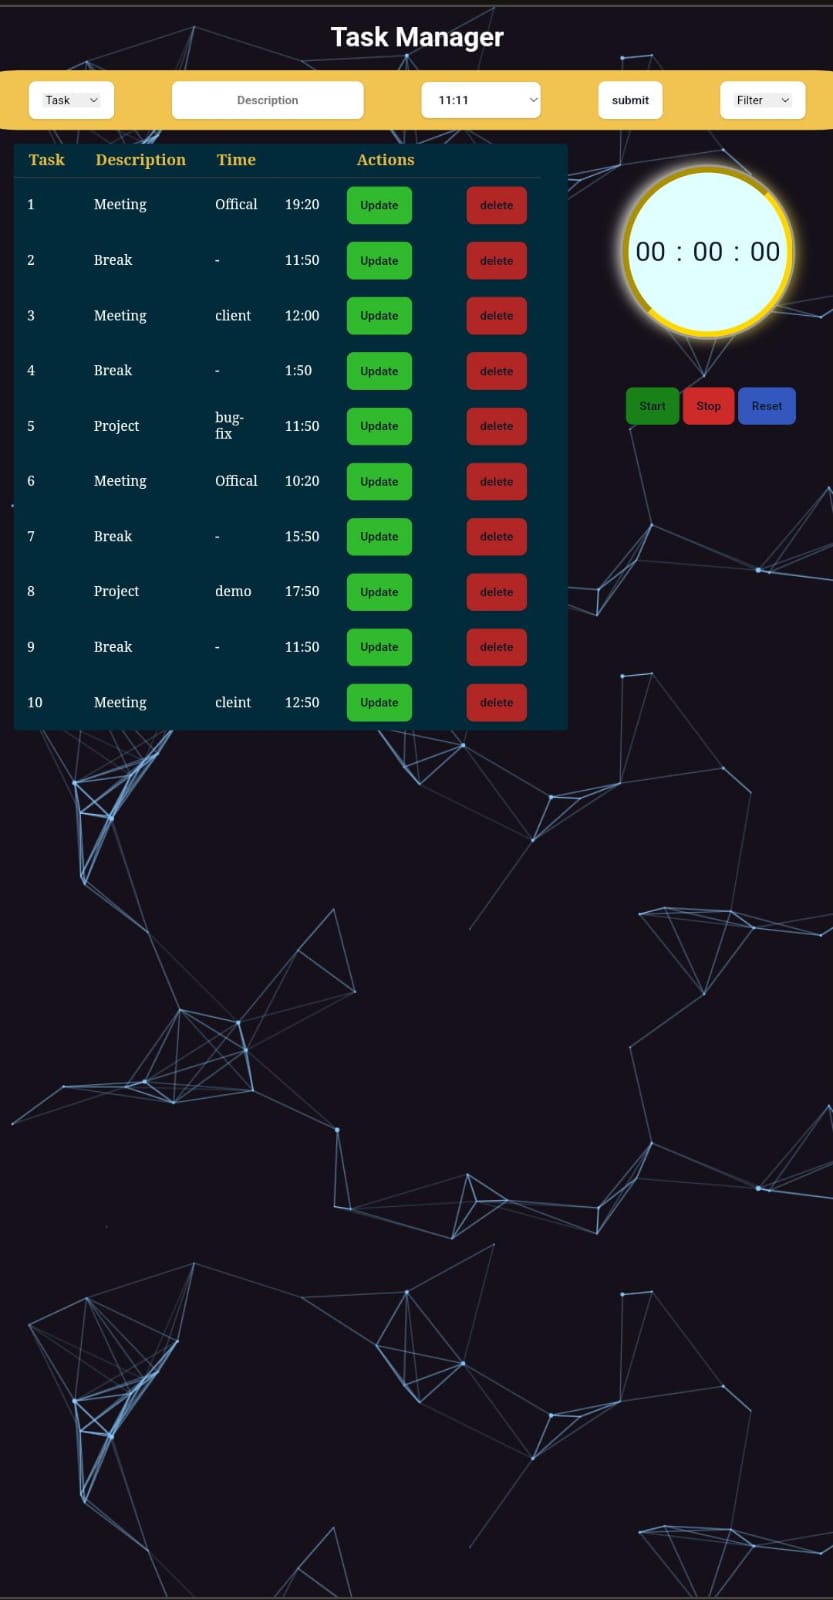 Task Manager
Task Description 11:11 submit Filter
Task Description Time Actions
1 Meeting Offical 19:20 Update delete
2 Break - 11:50 Update delete
3 Meeting client 12:00 Update delete
4 Break - 1:50 Update delete
5 Project bug-
fix 11:50 Update delete
6 Meeting Offical 10:20 Update delete
7 Break - 15:50 Update delete
8 Project demo 17:50 Update delete
9 Break - 11:50 Update delete
10 Meeting cleint 12:50 Update delete
00 : 00 : 00
Start Stop Reset